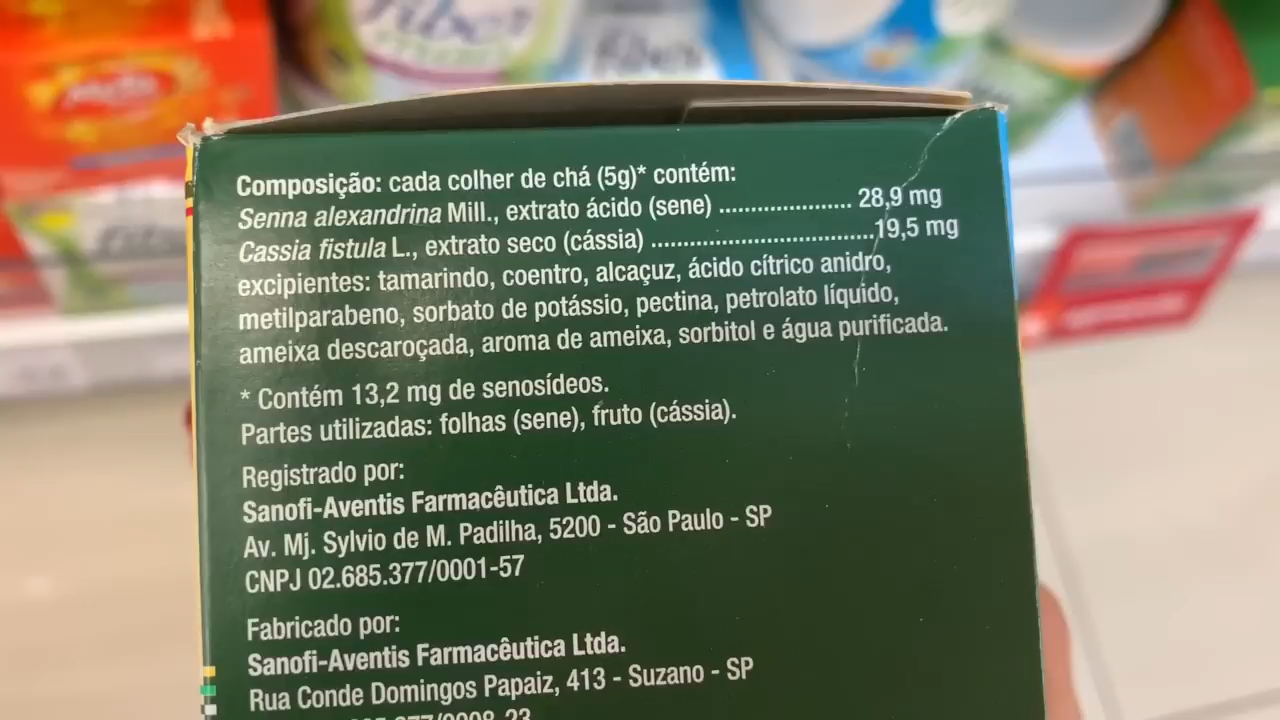 Composição: cada colher de chá (5g)* contém:
Senna alexandrina Mill., extrato ácido (sene) .................... 28,9 mg
Cassia fistula L., extrato seco (cássia) ..................................19,5 mg
excipientes: tamarindo, coentro, alcaçuz, ácido cítrico anidro,
metilparabeno, sorbato de potássio, pectina, petrolato líquido,
ameixa descaroçada, aroma de ameixa, sorbitol e água purificada.
* Contém 13,2 mg de senosídeos.
Partes utilizadas: folhas (sene), fruto (cássia).
Registrado por:
Sanofi-Aventis Farmacêutica Ltda.
Av. Mj. Sylvio de M. Padilha, 5200 - São Paulo - SP
CNPJ 02.685.377/0001-57
Fabricado por:
Sanofi-Aventis Farmacêutica Ltda.
Rua Conde Domingos Papaiz, 413 - Suzano - SP